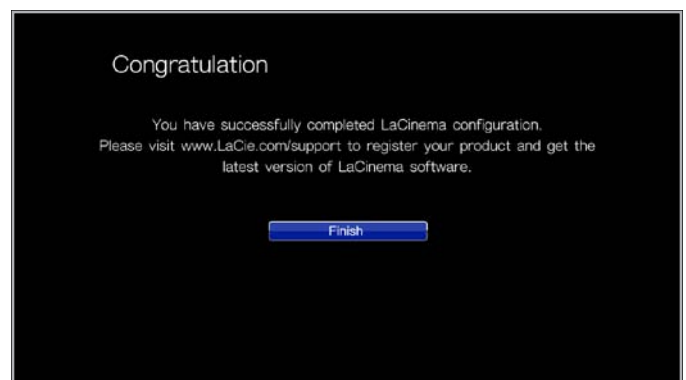 Congratulation
You have successfully completed LaCinema configuration.
Please visit www.LaCie.com/support to register your product and get the
latest version of LaCinema software.
Finish